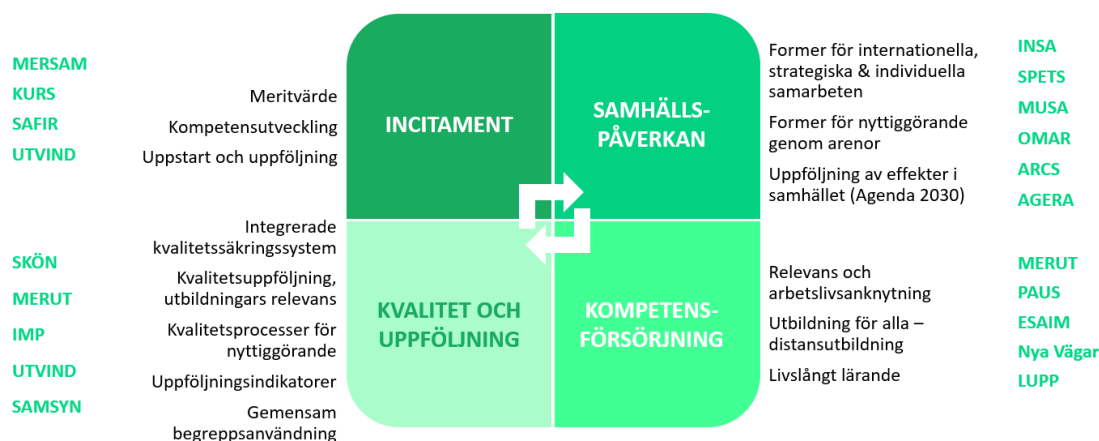 MERSAM
KURS
SAFIR
UTVIND
Meritvärde
Kompetensutveckling
Uppstart och uppföljning
INCITAMENT
SAMHÄLLS-
PÅVERKAN
Former för internationella,
strategiska & individuella
samarbeten
Former för nyttiggörande
genom arenor
Uppföljning av effekter i
samhället (Agenda 2030)
INSA
SPETS
MUSA
OMAR
ARCS
AGERA
SKÖN
MERUT
IMP
UTVIND
SAMSYN
Integrerade
kvalitetssäkringssystem
Kvalitetsuppföljning,
utbildningars relevans
Kvalitetsprocesser för
nyttiggörande
Uppföljningsindikatorer
Gemensam
begreppsanvändning
KVALITET OCH
UPPFÖLJNING
KOMPETENS-
FÖRSÖRJNING
Relevans och
arbetslivsanknytning
Utbildning för alla –
distansutbildning
Livslångt lärande
MERUT
PAUS
ESAIM
Nya Vägar
LUPP